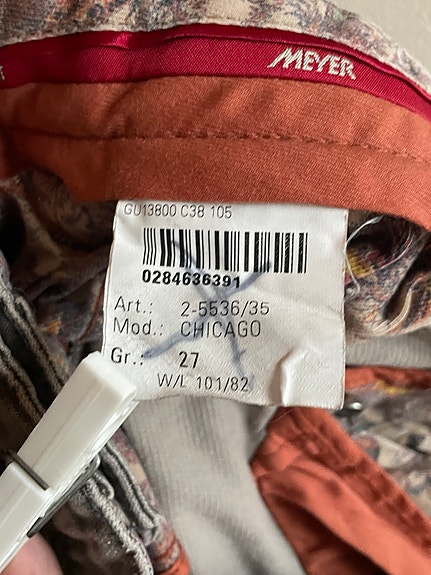 MEYER
GU13800 C38 105
0284636391
Art.: 2-5536/35
Mod.: CHICAGO
Gr.: 27
W/L 101/82